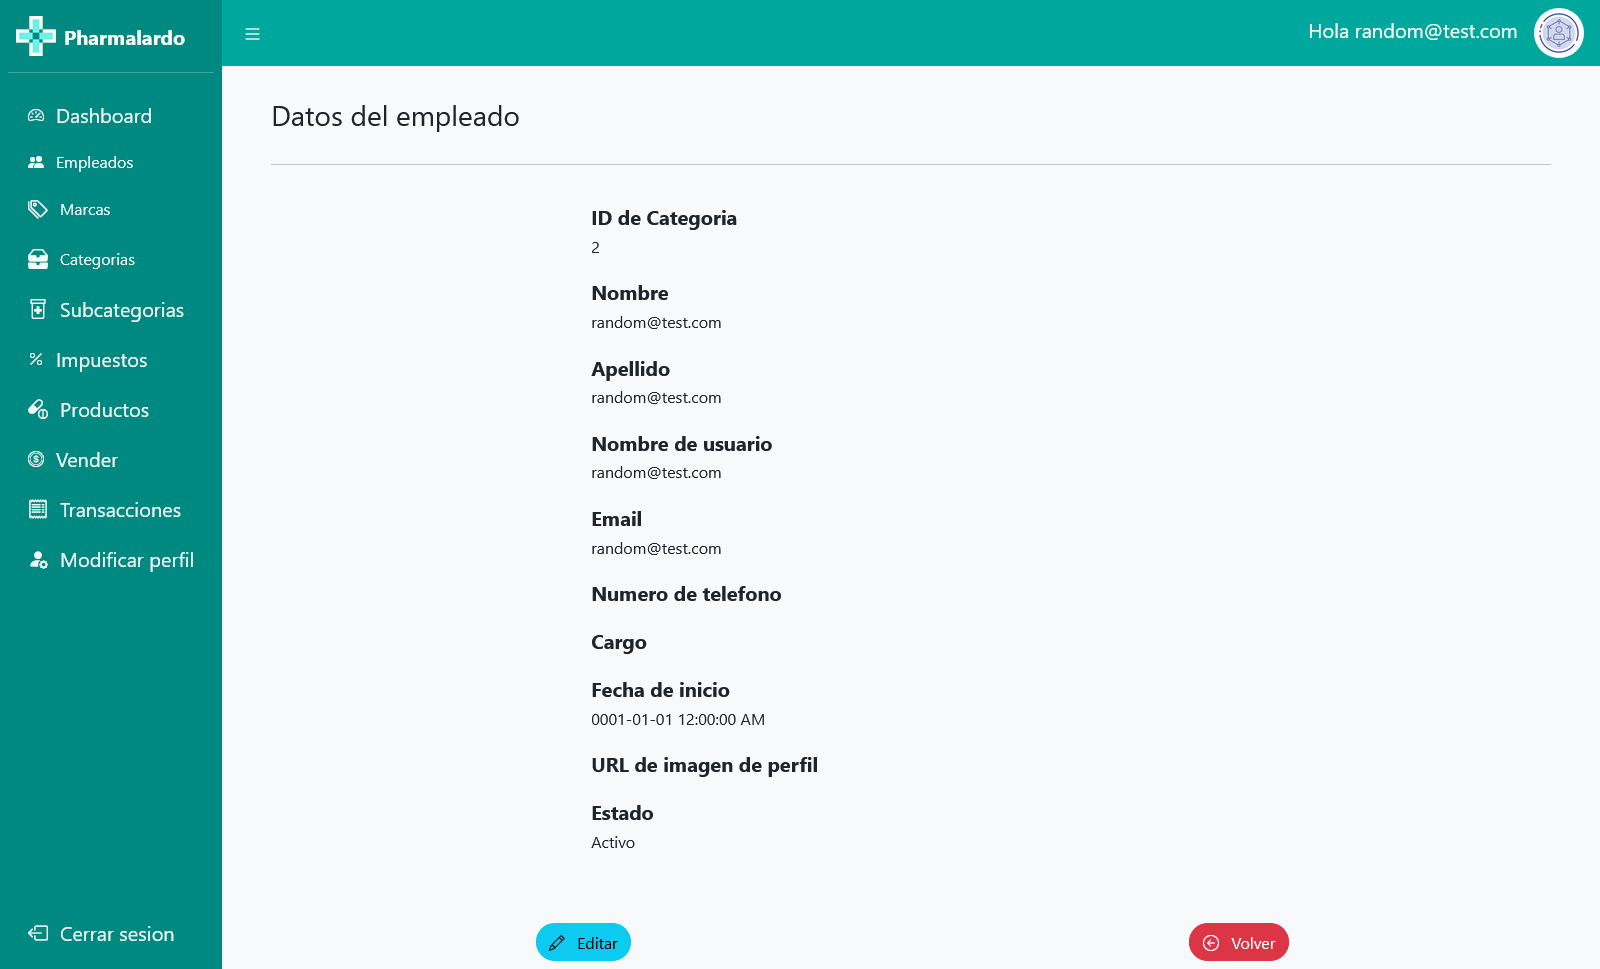 Pharmalardo
Hola random@test.com
Dashboard
Empleados
Marcas
Categorias
Subcategorias
Impuestos
Productos
Vender
Transacciones
Modificar perfil
Cerrar sesion
Datos del empleado
ID de Categoria
2
Nombre
random@test.com
Apellido
random@test.com
Nombre de usuario
random@test.com
Email
random@test.com
Numero de telefono
Cargo
Fecha de inicio
0001-01-01 12:00:00 AM
URL de imagen de perfil
Estado
Activo
Editar
Volver